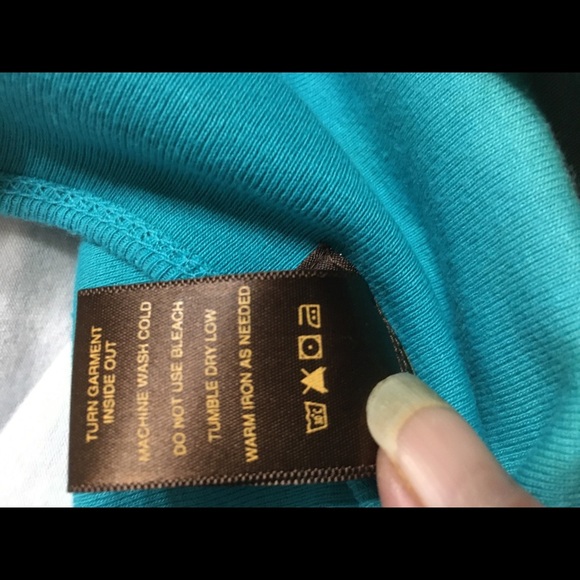 TURN GARMENT
INSIDE OUT
MACHINE WASH COLD
DO NOT USE BLEACH
TUMBLE DRY LOW
WARM IRON AS NEEDED